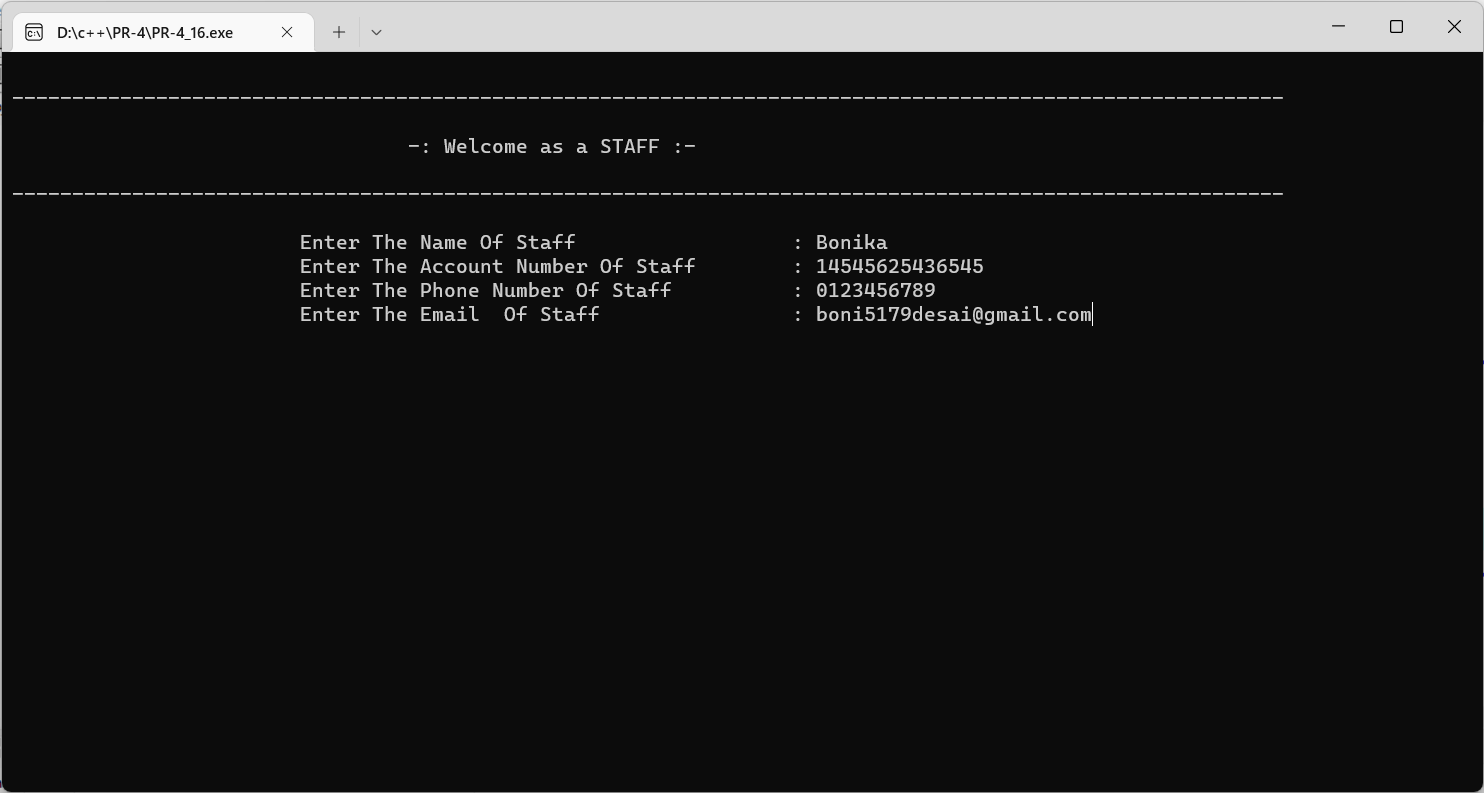 D:\c++\PR-4\PR-4_16.exe
-----------------------------------------------------------------------------------------------------------
-: Welcome as a STAFF :-
-----------------------------------------------------------------------------------------------------------
Enter The Name Of Staff                  : Bonika
Enter The Account Number Of Staff        : 14545625436545
Enter The Phone Number Of Staff          : 0123456789
Enter The Email  Of Staff                : boni5179desai@gmail.com